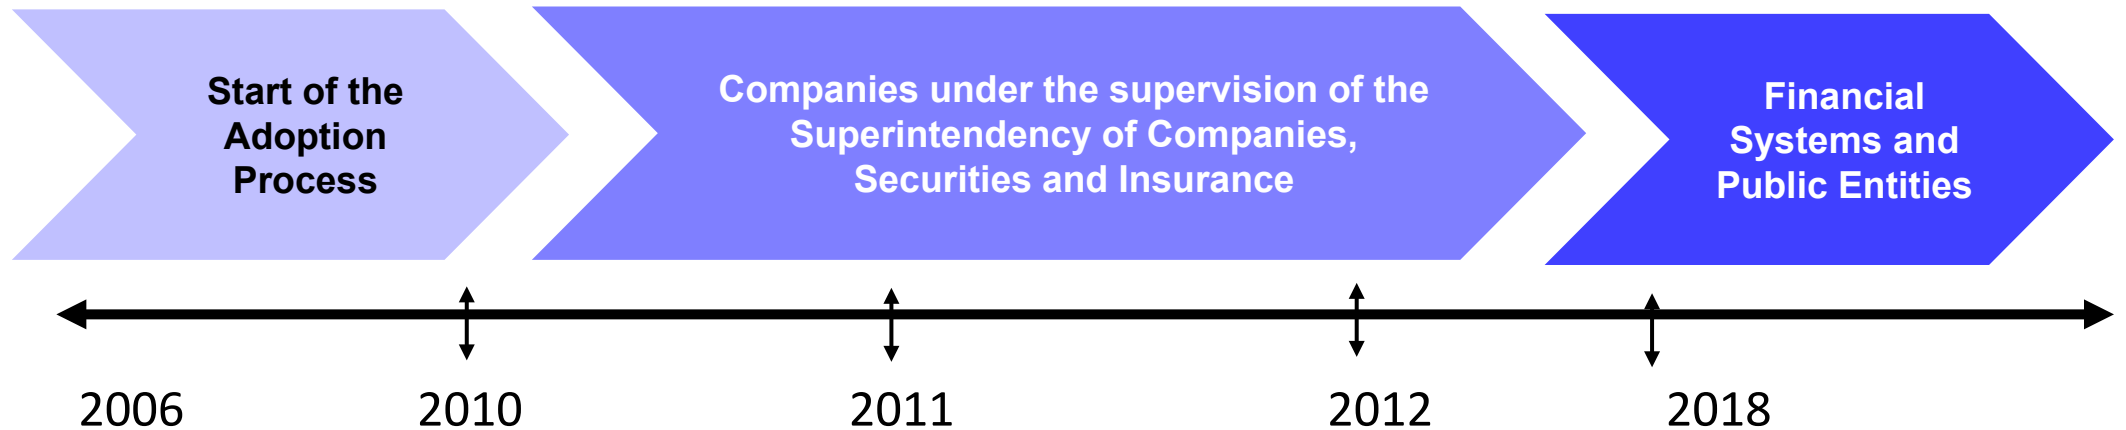 Start of the
Adoption
Process
Companies under the supervision of the
Superintendency of Companies,
Securities and Insurance
Financial
Systems and
Public Entities
2006
2010
2011
2012
2018